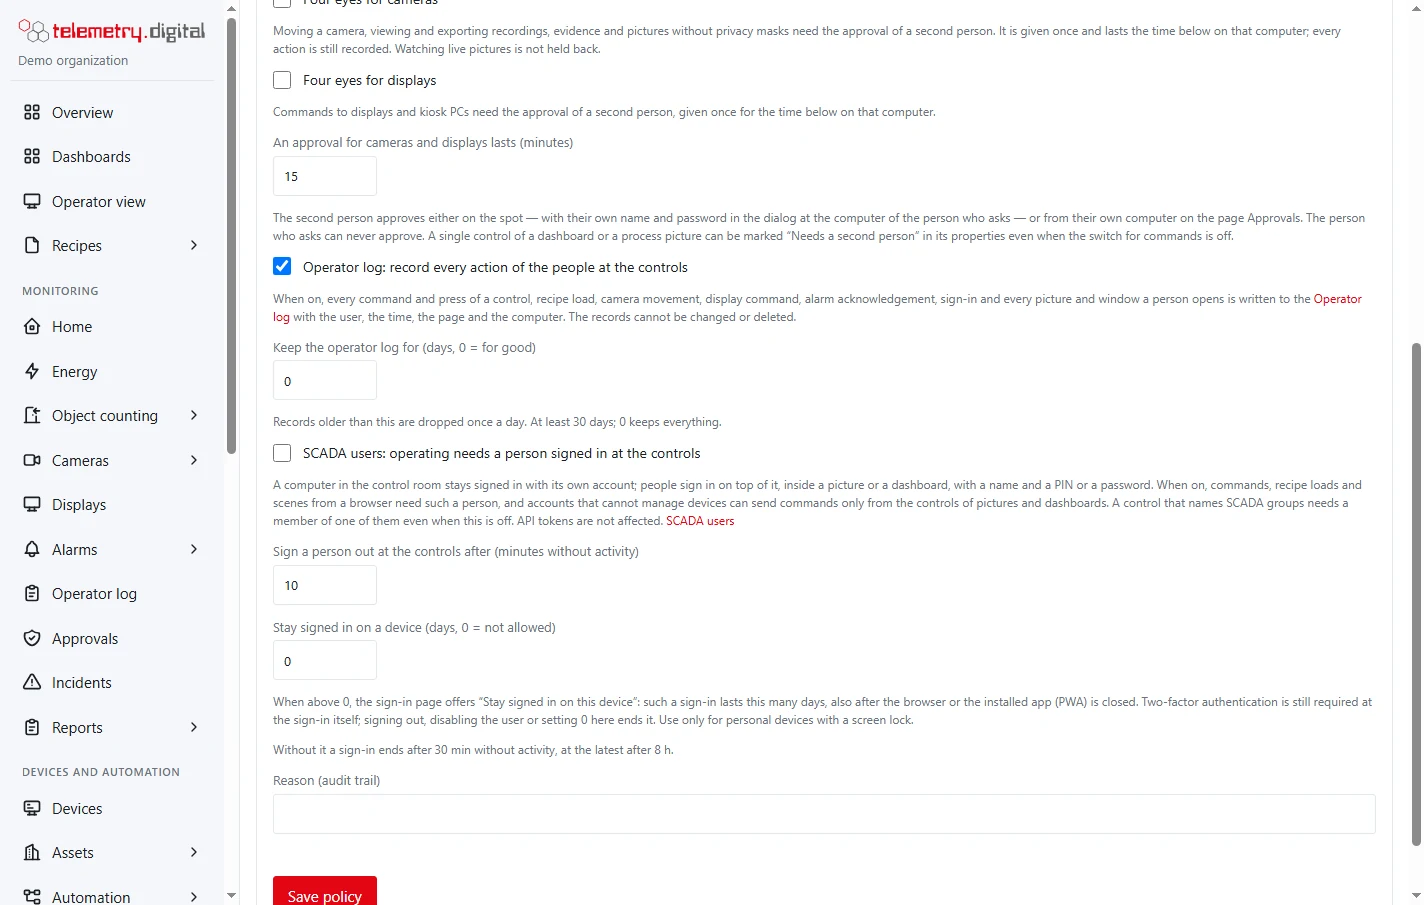 telemetry.digital
Demo organization
Overview
Dashboards
Operator view
Recipes
MONITORING
Home
Energy
Object counting
Cameras
Displays
Alarms
Operator log
Approvals
Incidents
Reports
DEVICES AND AUTOMATION
Devices
Assets
Automation
Four eyes for cameras
Moving a camera, viewing and exporting recordings, evidence and pictures without privacy masks need the approval of a second person. It is given once and lasts the time below on that computer; every
action is still recorded. Watching live pictures is not held back.
Four eyes for displays
Commands to displays and kiosk PCs need the approval of a second person, given once for the time below on that computer.
An approval for cameras and displays lasts (minutes)
15
The second person approves either on the spot — with their own name and password in the dialog at the computer of the person who asks — or from their own computer on the page Approvals. The person
who asks can never approve. A single control of a dashboard or a process picture can be marked “Needs a second person” in its properties even when the switch for commands is off.
Operator log: record every action of the people at the controls
When on, every command and press of a control, recipe load, camera movement, display command, alarm acknowledgement, sign-in and every picture and window a person opens is written to the Operator
log with the user, the time, the page and the computer. The records cannot be changed or deleted.
Keep the operator log for (days, 0 = for good)
0
Records older than this are dropped once a day. At least 30 days; 0 keeps everything.
SCADA users: operating needs a person signed in at the controls
A computer in the control room stays signed in with its own account; people sign in on top of it, inside a picture or a dashboard, with a name and a PIN or a password. When on, commands, recipe loads and
scenes from a browser need such a person, and accounts that cannot manage devices can send commands only from the controls of pictures and dashboards. A control that names SCADA groups needs a
member of one of them even when this is off. API tokens are not affected. SCADA users
Sign a person out at the controls after (minutes without activity)
10
Stay signed in on a device (days, 0 = not allowed)
0
When above 0, the sign-in page offers “Stay signed in on this device”: such a sign-in lasts this many days, also after the browser or the installed app (PWA) is closed. Two-factor authentication is still required at
the sign-in itself; signing out, disabling the user or setting 0 here ends it. Use only for personal devices with a screen lock.
Without it a sign-in ends after 30 min without activity, at the latest after 8 h.
Reason (audit trail)
Save policy